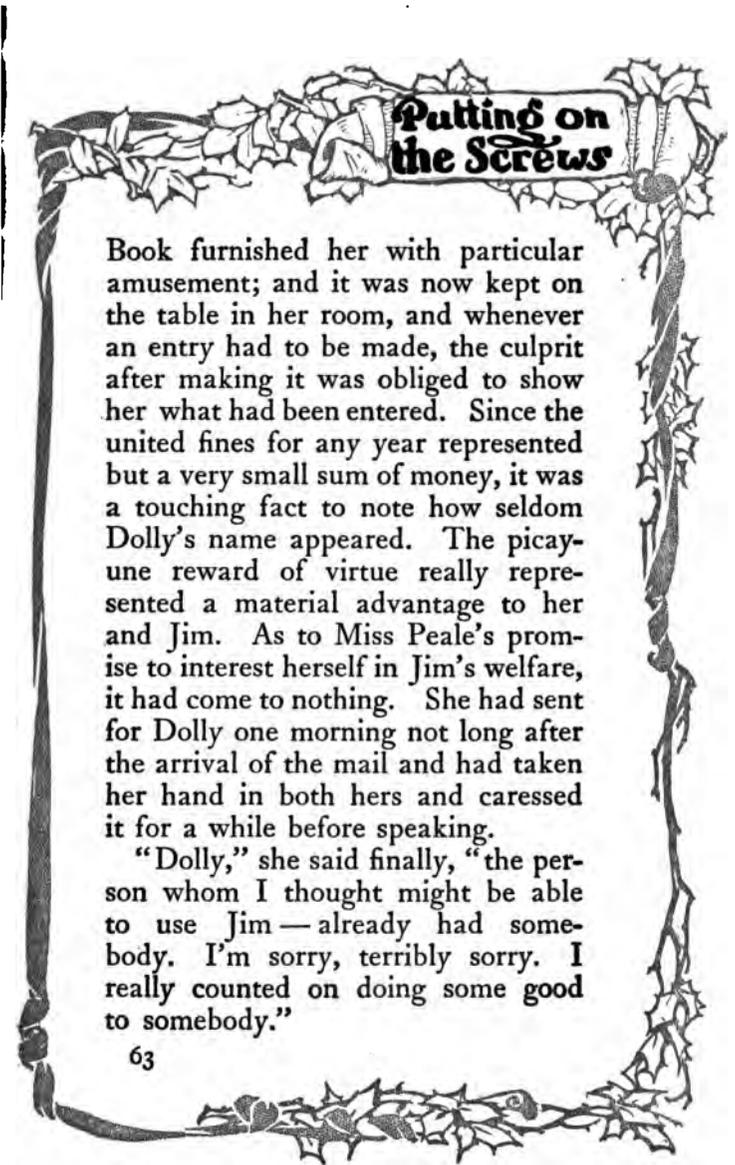 Putting on
the Screws
Book furnished her with particular
amusement; and it was now kept on
the table in her room, and whenever
an entry had to be made, the culprit
after making it was obliged to show
her what had been entered. Since the
united fines for any year represented
but a very small sum of money, it was
a touching fact to note how seldom
Dolly's name appeared. The picay-
une reward of virtue really repre-
sented a material advantage to her
and Jim. As to Miss Peale's prom-
ise to interest herself in Jim's welfare,
it had come to nothing. She had sent
for Dolly one morning not long after
the arrival of the mail and had taken
her hand in both hers and caressed
it for a while before speaking.
"Dolly," she said finally, "the per-
son whom I thought might be able
to use Jim — already had some-
body. I'm sorry, terribly sorry. I
really counted on doing some good
to somebody."
63